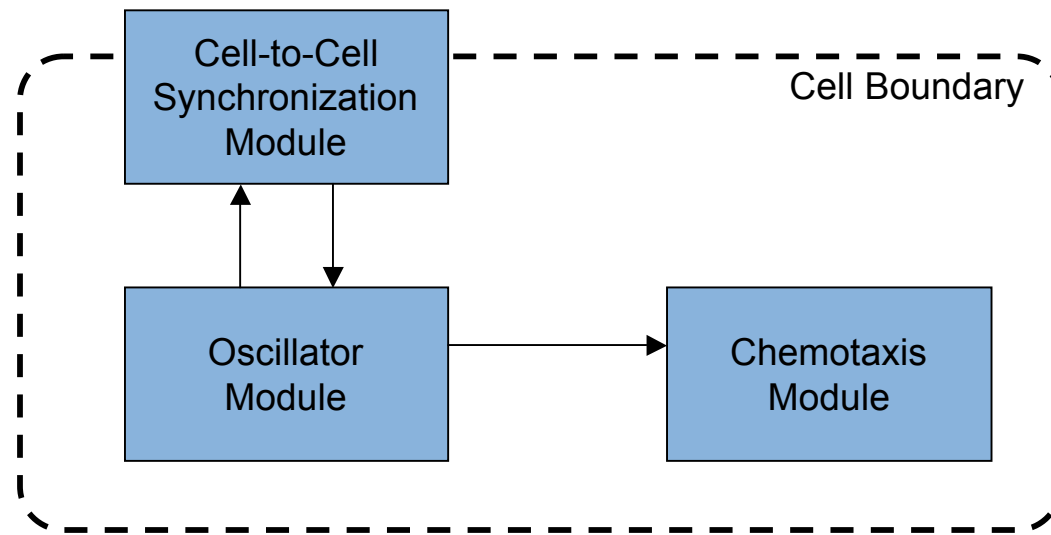 Cell-to-Cell
Synchronization
Module
Cell Boundary
Oscillator
Module
Chemotaxis
Module